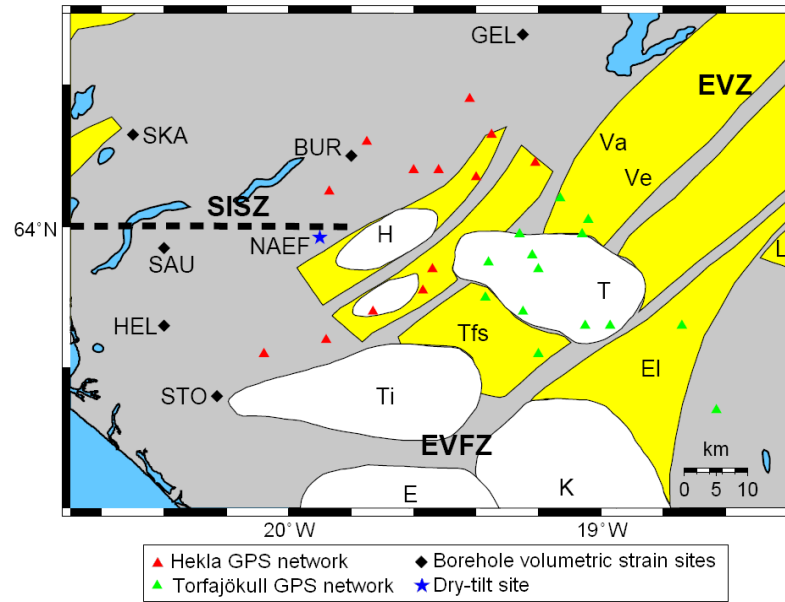 GEL
EVZ
SKA
BUR
Va
Ve
SISZ
64°N
NAEF
H
SAU
L
T
HEL
Tfs
El
STO
Ti
EVFZ
km
0 5 10
E
K
20°W
19°W
Hekla GPS network
Borehole volumetric strain sites
Torfajökull GPS network
Dry-tilt site